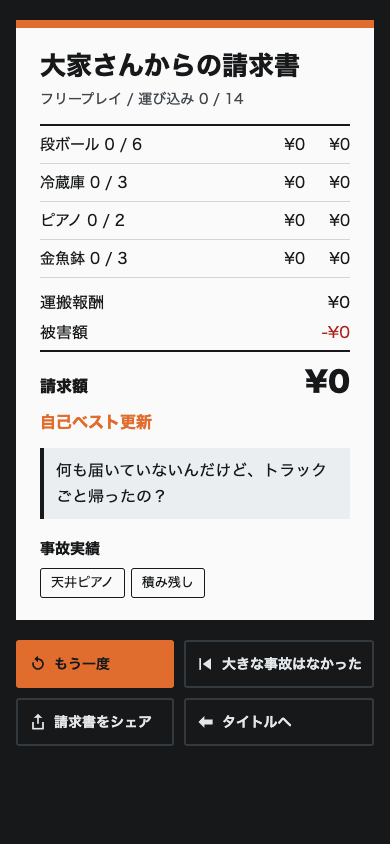 大家さんからの請求書
フリープレイ / 運び込み 0 / 14
段ボール 0 / 6 ¥0 ¥0
冷蔵庫 0 / 3 ¥0 ¥0
ピアノ 0 / 2 ¥0 ¥0
金魚鉢 0 / 3 ¥0 ¥0
運搬報酬 ¥0
被害額 -¥0
請求額 ¥0
自己ベスト更新
何も届いていないんだけど、トラック
ごと帰ったの？
事故実績
天井ピアノ 積み残し
もう一度 大きな事故はなかった
請求書をシェア タイトルへ